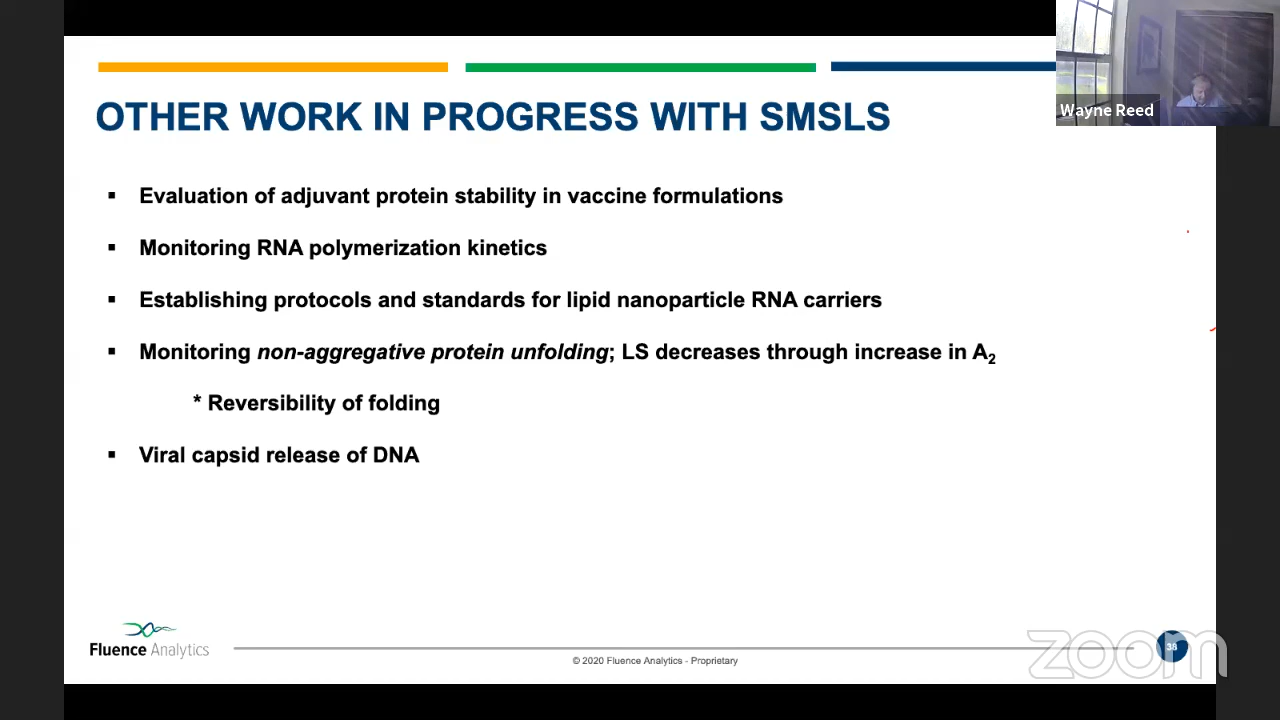 Wayne Reed
OTHER WORK IN PROGRESS WITH SMSLS
▪ Evaluation of adjuvant protein stability in vaccine formulations
▪ Monitoring RNA polymerization kinetics
▪ Establishing protocols and standards for lipid nanoparticle RNA carriers
▪ Monitoring non-aggregative protein unfolding; LS decreases through increase in A₂
* Reversibility of folding
▪ Viral capsid release of DNA
Fluence Analytics
© 2020 Fluence Analytics - Proprietary
38
zoom